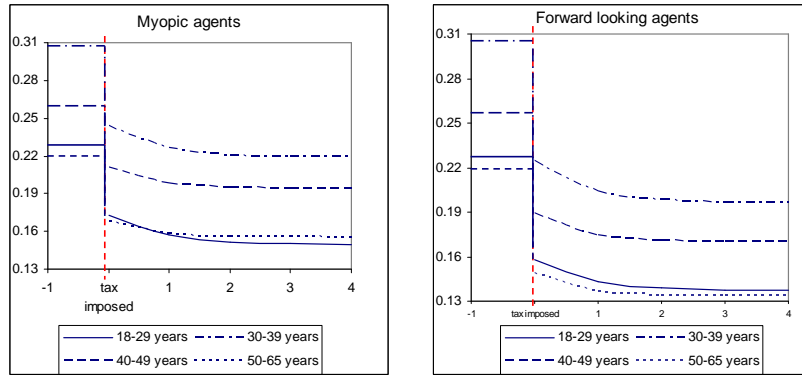 Myopic agents
0.31
0.28
0.25
0.22
0.19
0.16
0.13
-1 tax 1 2 3 4
imposed
18-29 years 30-39 years
40-49 years 50-65 years
Forward looking agents
0.31
0.28
0.25
0.22
0.19
0.16
0.13
-1 tax imposed 1 2 3 4
18-29 years 30-39 years
40-49 years 50-65 years